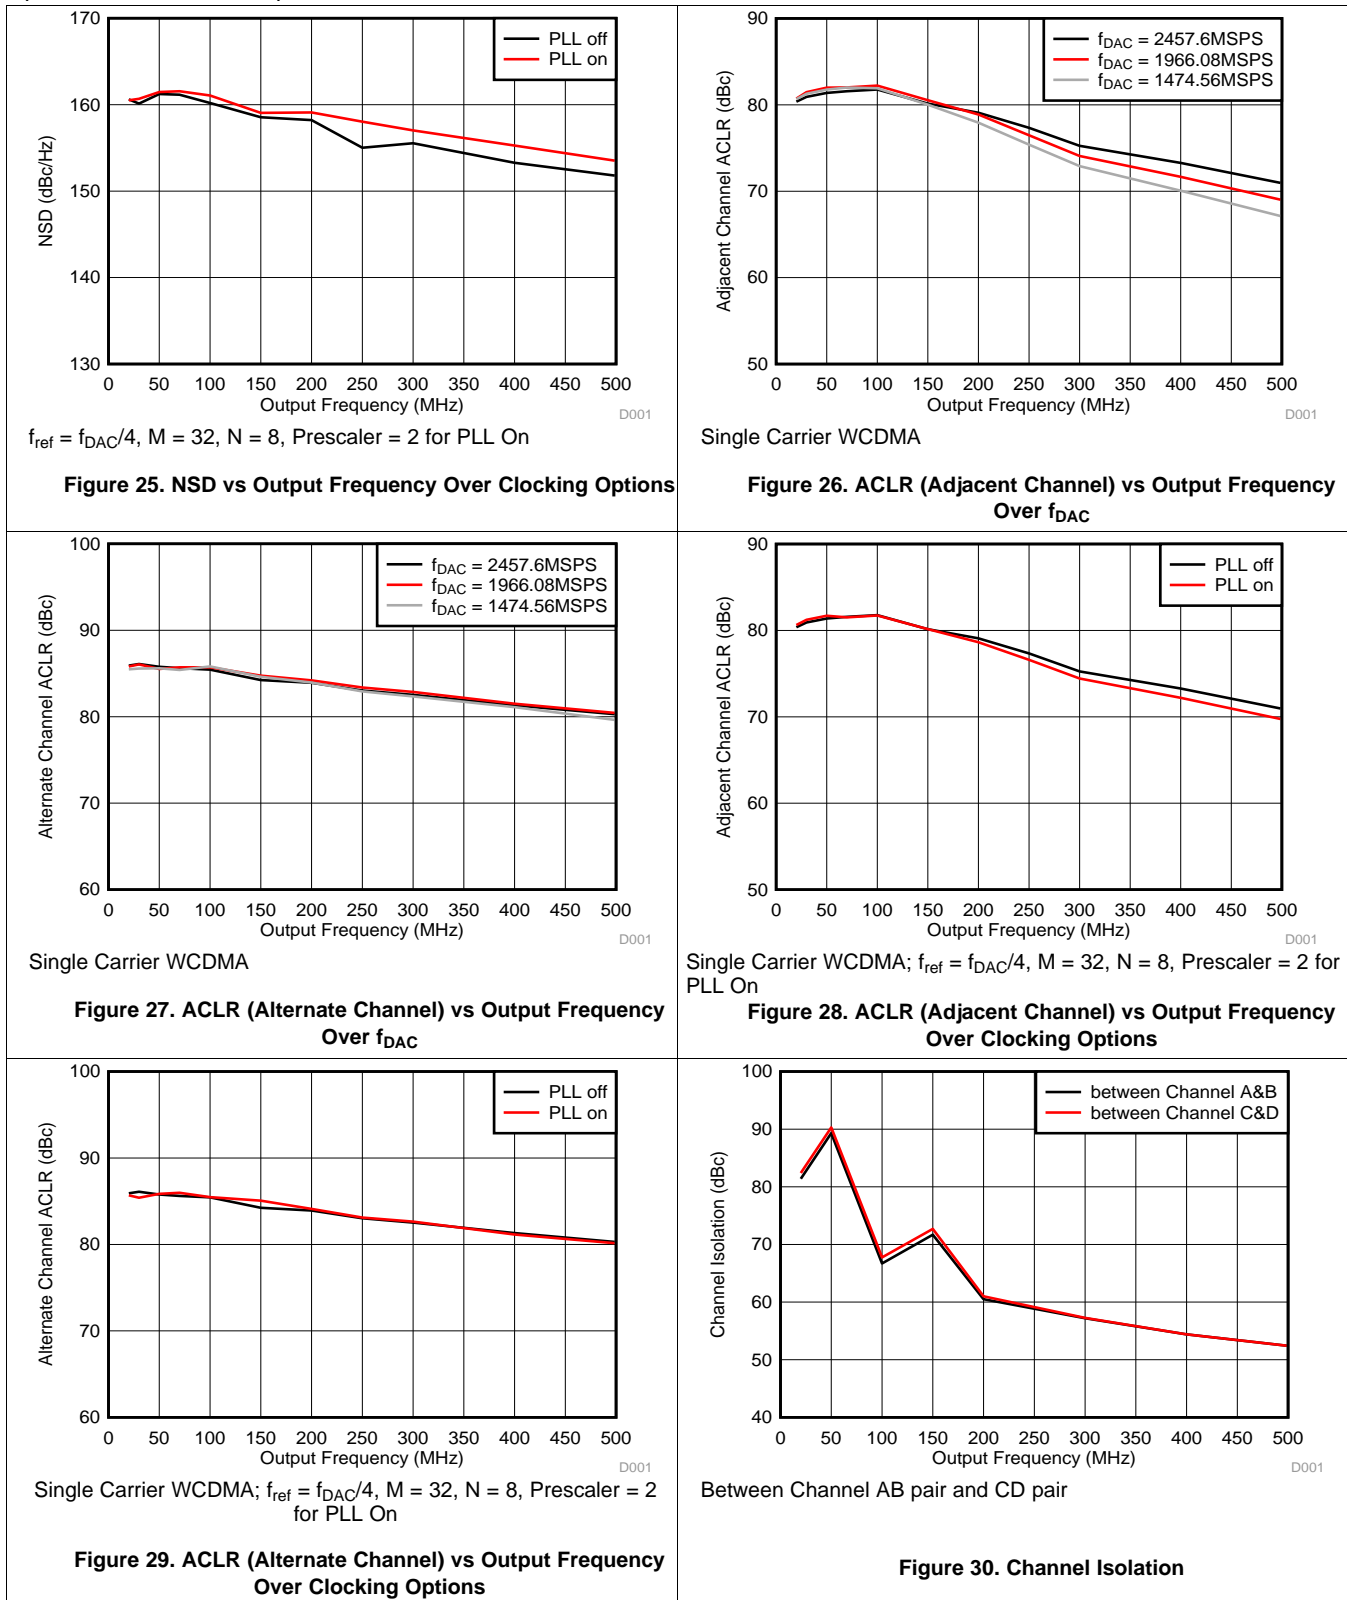 170
160
150
140
130
NSD (dBc/Hz)
PLL off
PLL on
0 50 100 150 200 250 300 350 400 450 500
Output Frequency (MHz)
D001
f_ref = f_DAC/4, M = 32, N = 8, Prescaler = 2 for PLL On
Figure 25. NSD vs Output Frequency Over Clocking Options
90
80
70
60
50
Adjacent Channel ACLR (dBc)
f_DAC = 2457.6MSPS
f_DAC = 1966.08MSPS
f_DAC = 1474.56MSPS
0 50 100 150 200 250 300 350 400 450 500
Output Frequency (MHz)
D001
Single Carrier WCDMA
Figure 26. ACLR (Adjacent Channel) vs Output Frequency
Over f_DAC
100
90
80
70
60
Alternate Channel ACLR (dBc)
f_DAC = 2457.6MSPS
f_DAC = 1966.08MSPS
f_DAC = 1474.56MSPS
0 50 100 150 200 250 300 350 400 450 500
Output Frequency (MHz)
D001
Single Carrier WCDMA
Figure 27. ACLR (Alternate Channel) vs Output Frequency
Over f_DAC
90
80
70
60
50
Adjacent Channel ACLR (dBc)
PLL off
PLL on
0 50 100 150 200 250 300 350 400 450 500
Output Frequency (MHz)
D001
Single Carrier WCDMA; f_ref = f_DAC/4, M = 32, N = 8, Prescaler = 2 for
PLL On
Figure 28. ACLR (Adjacent Channel) vs Output Frequency
Over Clocking Options
100
90
80
70
60
Alternate Channel ACLR (dBc)
PLL off
PLL on
0 50 100 150 200 250 300 350 400 450 500
Output Frequency (MHz)
D001
Single Carrier WCDMA; f_ref = f_DAC/4, M = 32, N = 8, Prescaler = 2
for PLL On
Figure 29. ACLR (Alternate Channel) vs Output Frequency
Over Clocking Options
100
90
80
70
60
50
40
Channel Isolation (dBc)
between Channel A&B
between Channel C&D
0 50 100 150 200 250 300 350 400 450 500
Output Frequency (MHz)
D001
Between Channel AB pair and CD pair
Figure 30. Channel Isolation